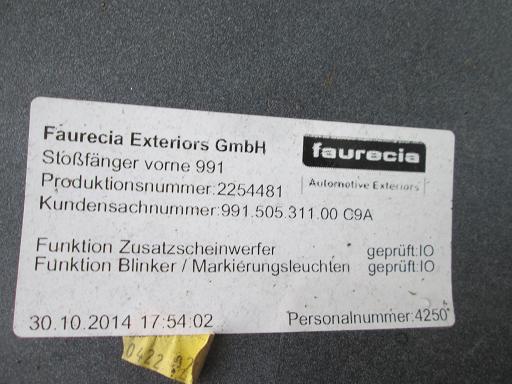 Faurecia Exteriors GmbH
faurecia
Automotive Exteriors
Stoßfänger vorne 991
Produktionsnummer:2254481
Kundensachnummer:991.505.311.00 C9A
Funktion Zusatzscheinwerfer geprüft:IO
Funktion Blinker / Markierungsleuchten geprüft:IO
30.10.2014 17:54:02 Personalnummer:4250
0422